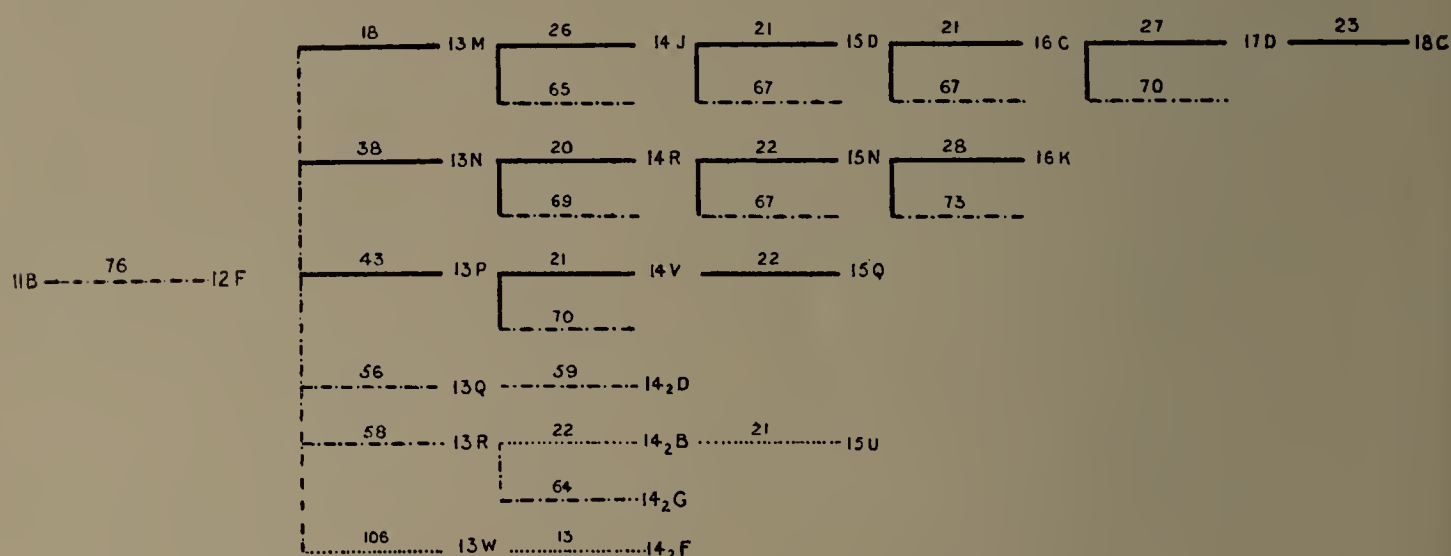 18 13M 26 14J 21 15D 21 16C 27 17D 23 18C
65 67 67 70
38 13N 20 14R 22 15N 28 16K
69 67 73
11B 76 12F 43 13P 21 14V 22 15Q
70
56 13Q 59 14₂D
58 13R 22 14₂B 21 15U
64 14₂G
106 13W 13 14₂F